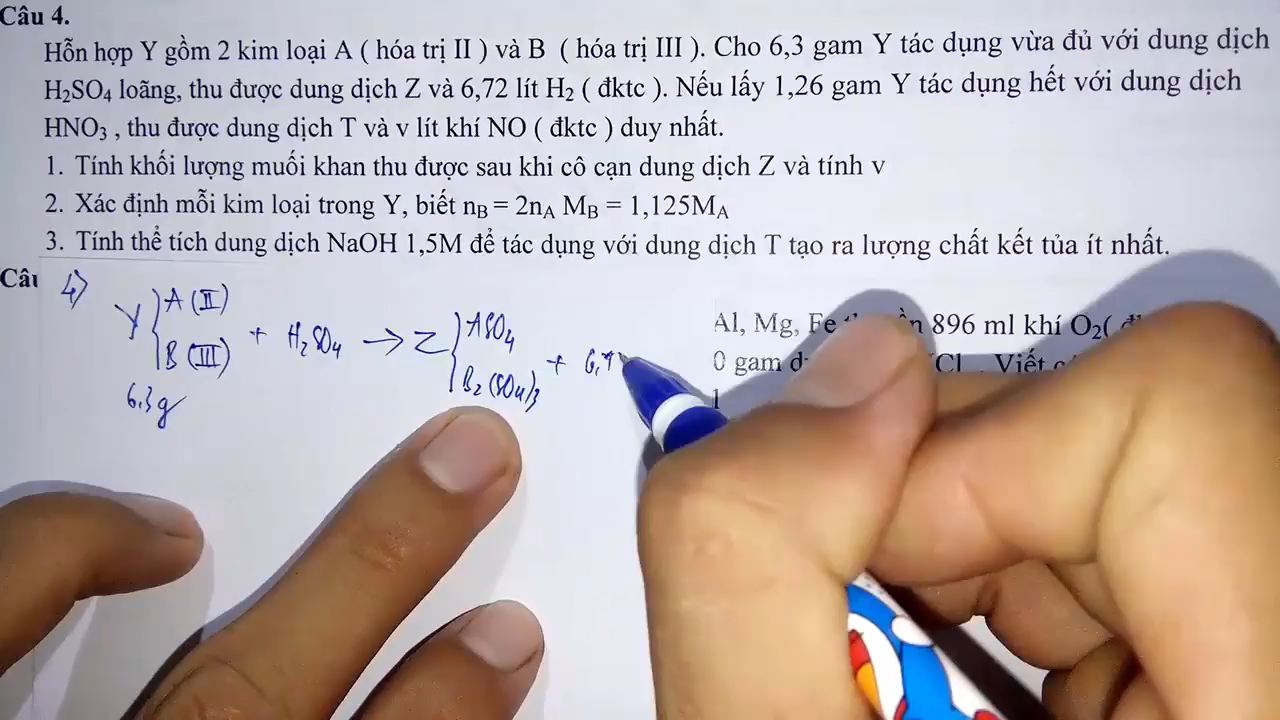 Câu 4.
Hỗn hợp Y gồm 2 kim loại A ( hóa trị II ) và B ( hóa trị III ). Cho 6,3 gam Y tác dụng vừa đủ với dung dịch
H₂SO₄ loãng, thu được dung dịch Z và 6,72 lít H₂ ( đktc ). Nếu lấy 1,26 gam Y tác dụng hết với dung dịch
HNO₃ , thu được dung dịch T và v lít khí NO ( đktc ) duy nhất.
1. Tính khối lượng muối khan thu được sau khi cô cạn dung dịch Z và tính v
2. Xác định mỗi kim loại trong Y, biết n_B = 2n_A M_B = 1,125M_A
3. Tính thể tích dung dịch NaOH 1,5M để tác dụng với dung dịch T tạo ra lượng chất kết tủa ít nhất.
4)
Y { A (II) B (III) + H₂SO₄ → Z { ASO₄ B₂(SO₄)₃ + 6,7
6.3g
Al, Mg, Fe 896 ml khí O₂(
0 gam Viết